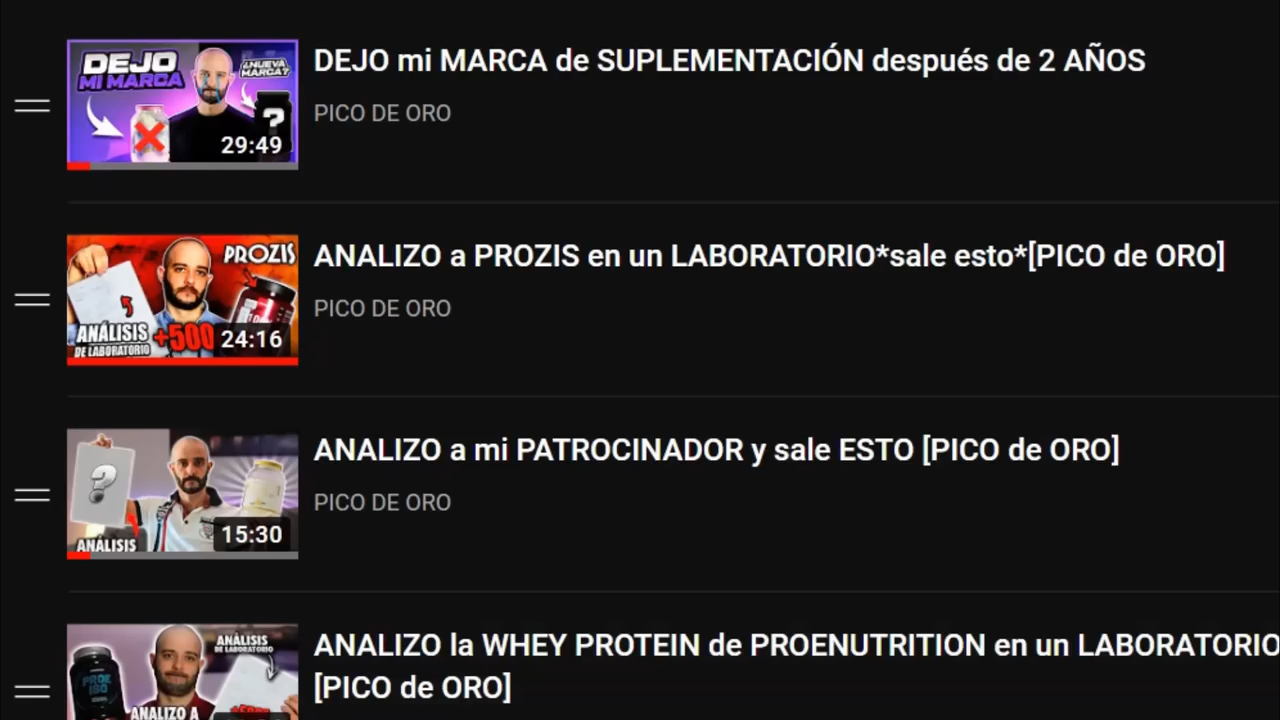 DEJO
MI MARCA
¿NUEVA
MARCA?
?
29:49
DEJO mi MARCA de SUPLEMENTACIÓN después de 2 AÑOS
PICO DE ORO
PROZIS
ANÁLISIS
DE LABORATORIO
+500
24:16
ANALIZO a PROZIS en un LABORATORIO*sale esto*[PICO de ORO]
PICO DE ORO
?
ANÁLISIS
15:30
ANALIZO a mi PATROCINADOR y sale ESTO [PICO de ORO]
PICO DE ORO
ANÁLISIS
DE LABORATORIO
ANALIZO A
ANALIZO la WHEY PROTEIN de PROENUTRITION en un LABORATORIO
[PICO de ORO]